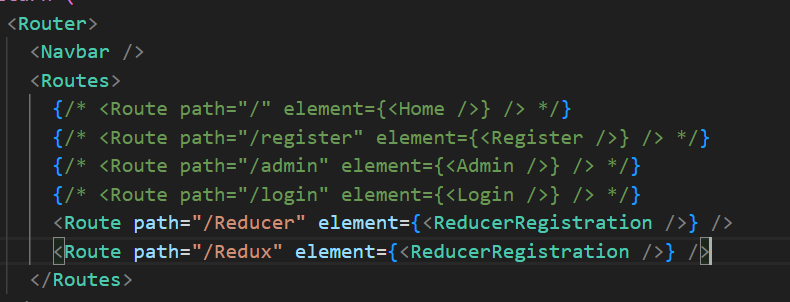 <Router>
<Navbar />
<Routes>
{/* <Route path="/" element={<Home />} /> */}
{/* <Route path="/register" element={<Register />} /> */}
{/* <Route path="/admin" element={<Admin />} /> */}
{/* <Route path="/login" element={<Login />} /> */}
<Route path="/Reducer" element={<ReducerRegistration />} />
<Route path="/Redux" element={<ReducerRegistration />} />
</Routes>